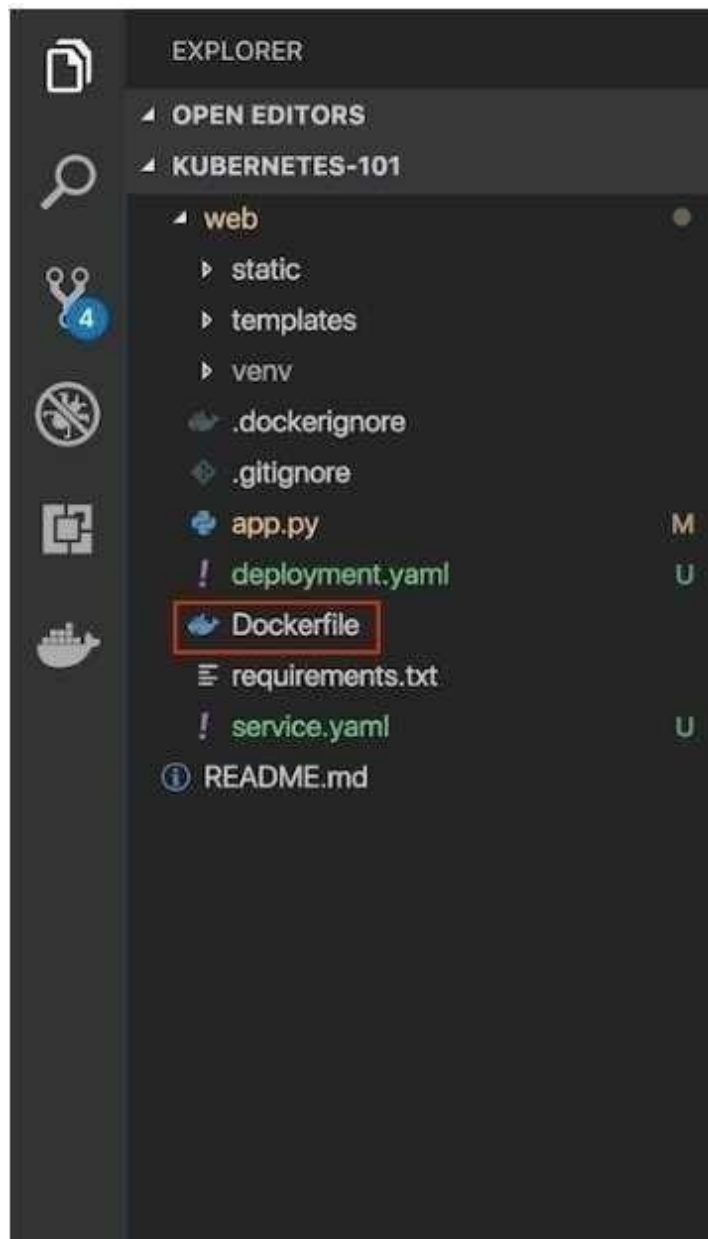 EXPLORER
OPEN EDITORS
KUBERNETES-101
web
static
templates
venv
.dockerignore
.gitignore
app.py M
deployment.yaml U
Dockerfile
requirements.txt
service.yaml U
README.md
4